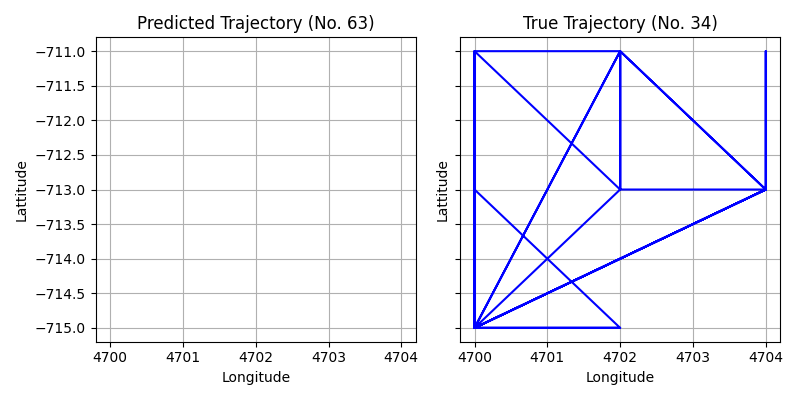 Predicted Trajectory (No. 63)
True Trajectory (No. 34)
−711.0
−711.5
−712.0
−712.5
−713.0
−713.5
−714.0
−714.5
−715.0
Lattitude
Lattitude
4700 4701 4702 4703 4704
4700 4701 4702 4703 4704
Longitude
Longitude